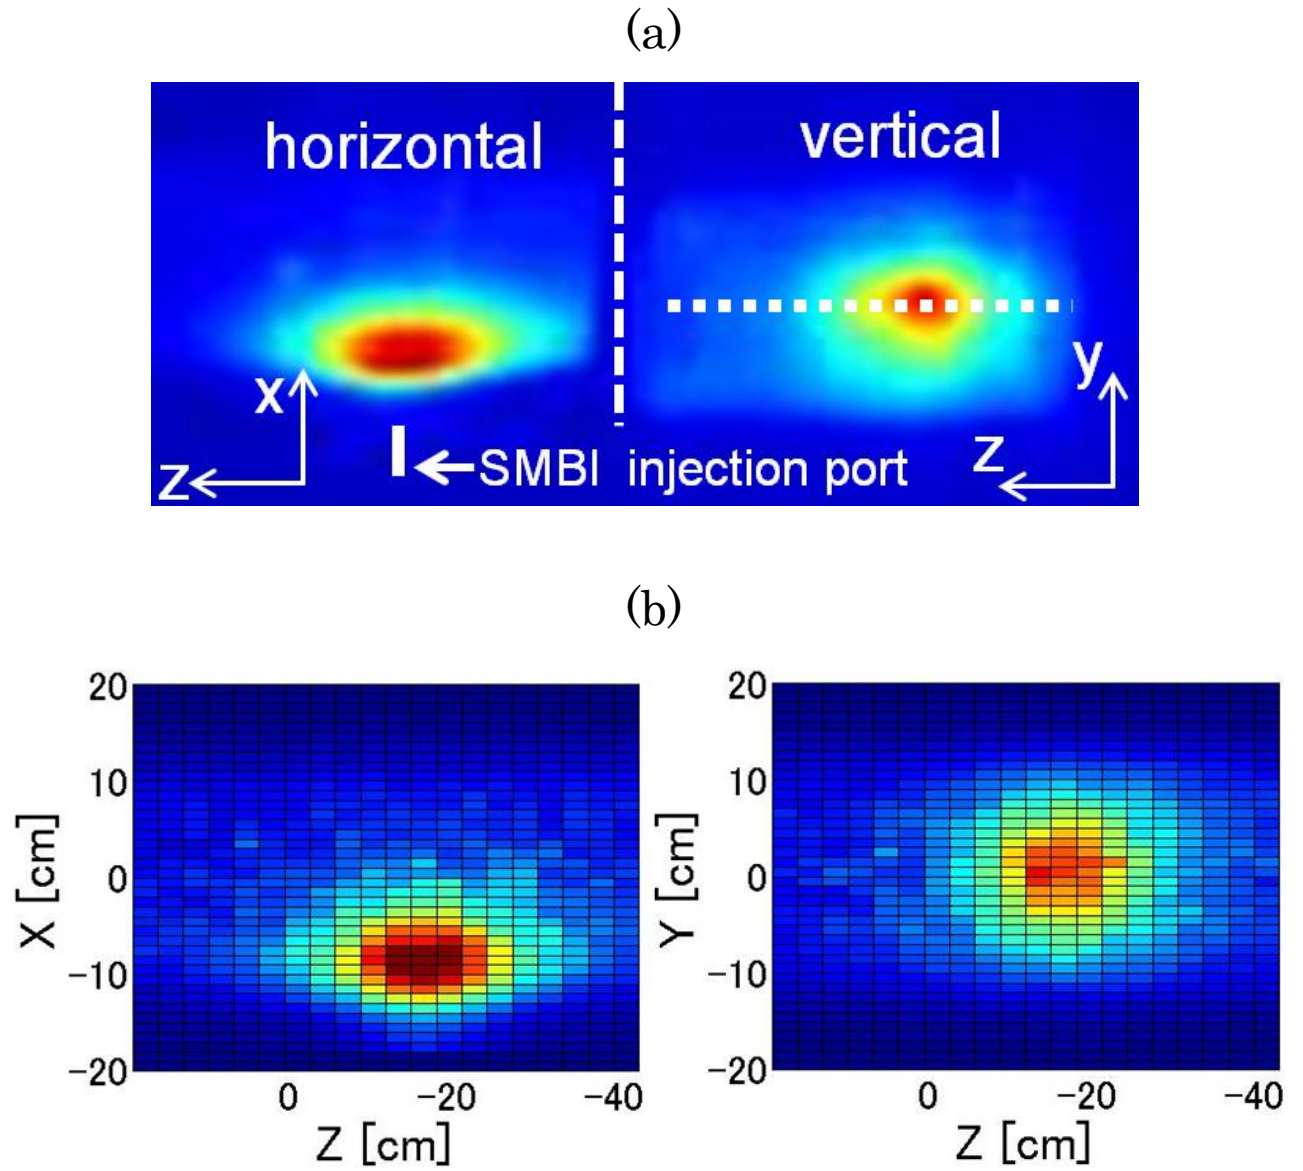 (a)
horizontal
vertical
x
z
SMBI injection port
y
z
(b)
20
10
0
−10
−20
X [cm]
0 −20 −40
Z [cm]
20
10
0
−10
−20
Y [cm]
0 −20 −40
Z [cm]